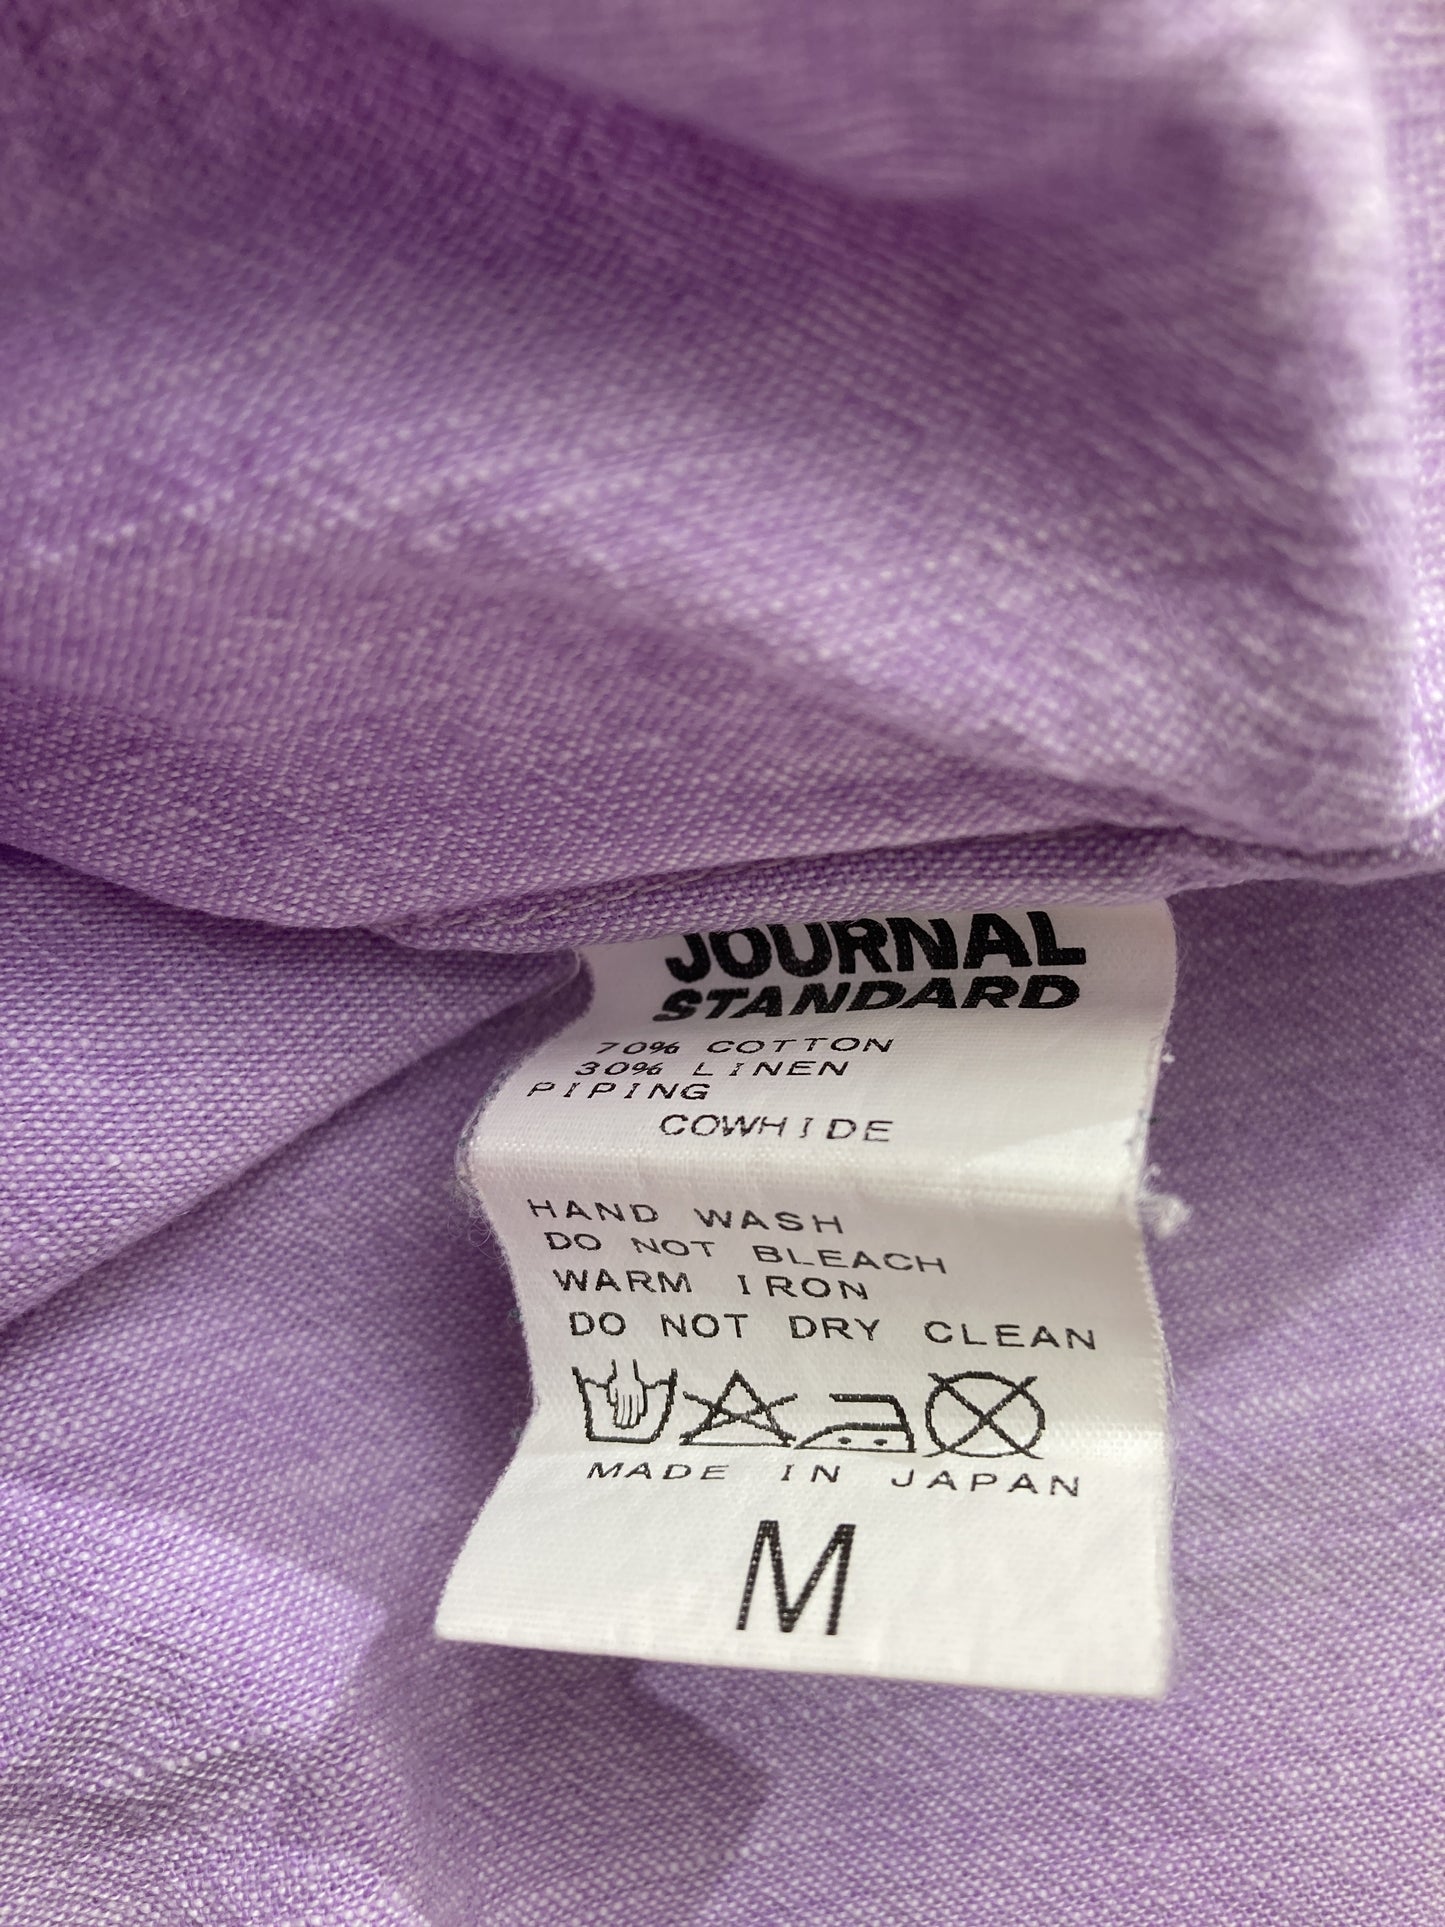 JOURNAL
STANDARD
70% COTTON
30% LINEN
PIPING
COWHIDE
HAND WASH
DO NOT BLEACH
WARM IRON
DO NOT DRY CLEAN
MADE IN JAPAN
M